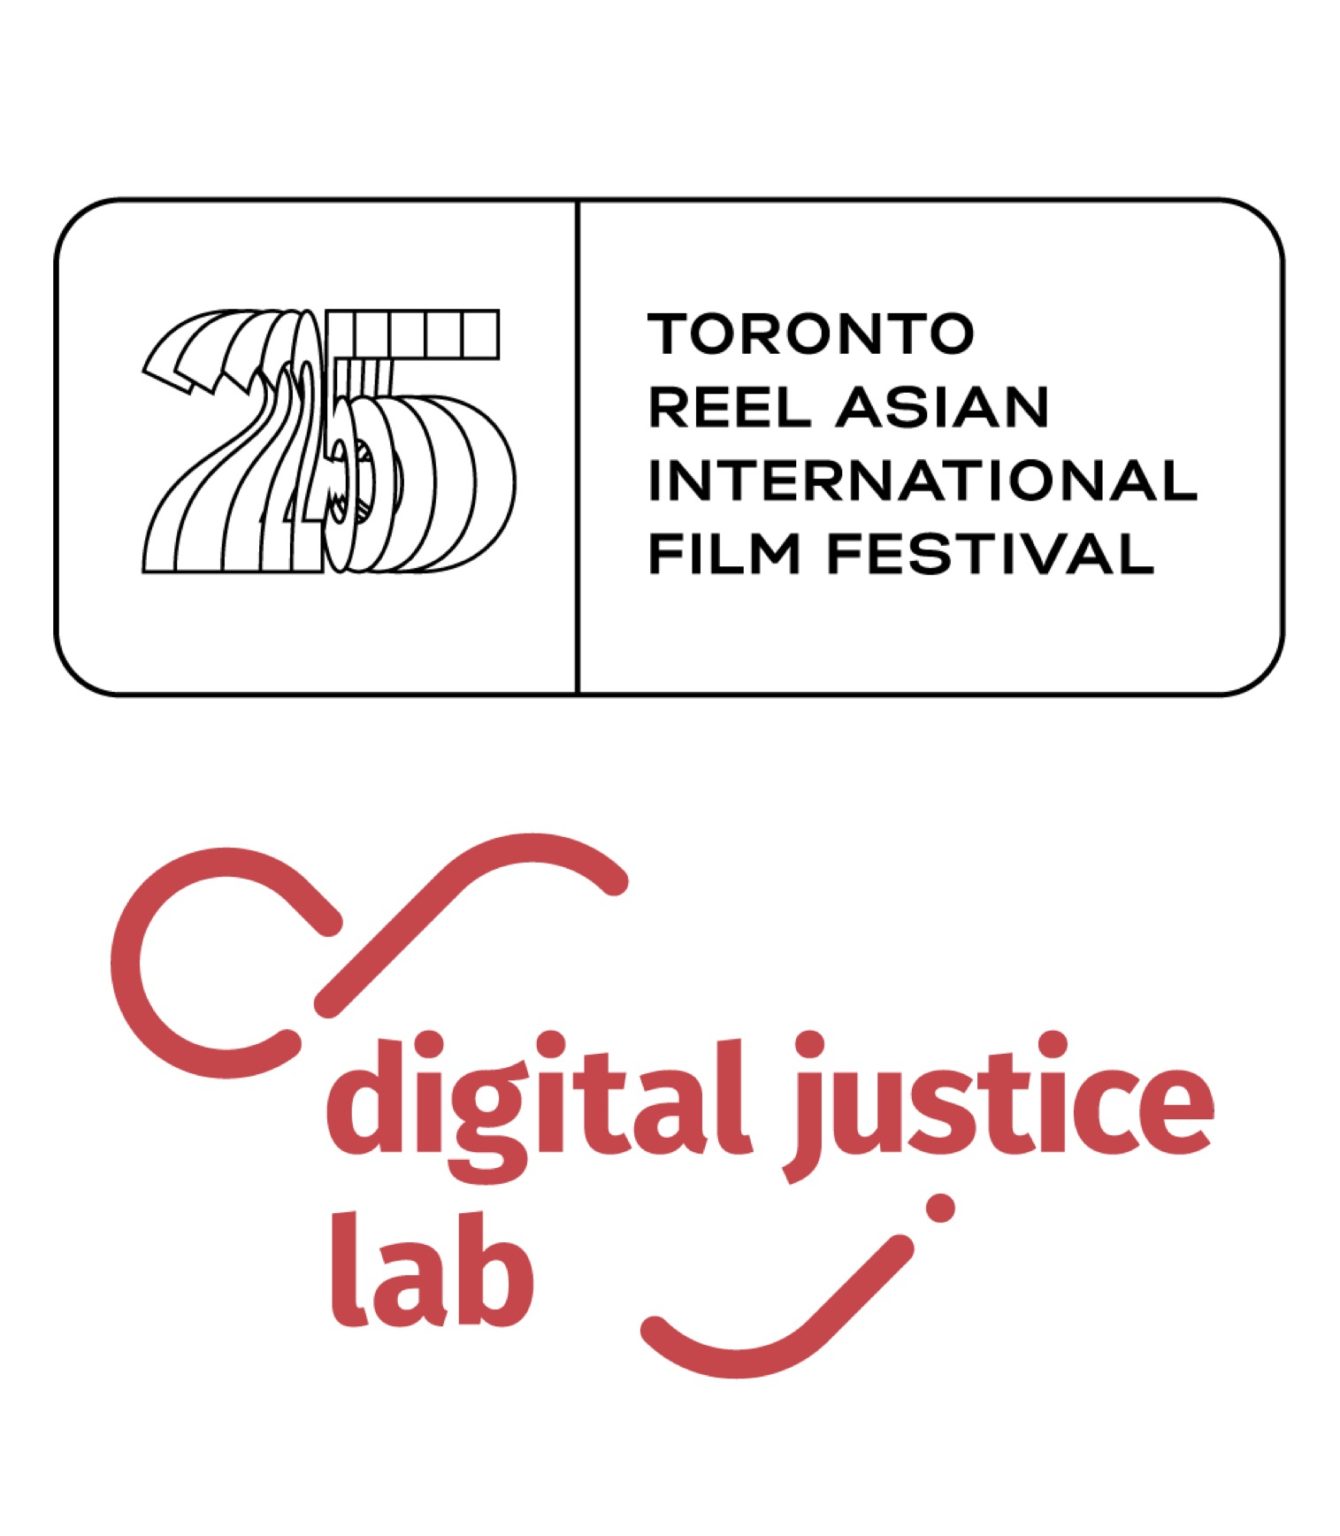 25
TORONTO
REEL ASIAN
INTERNATIONAL
FILM FESTIVAL
digital justice
lab